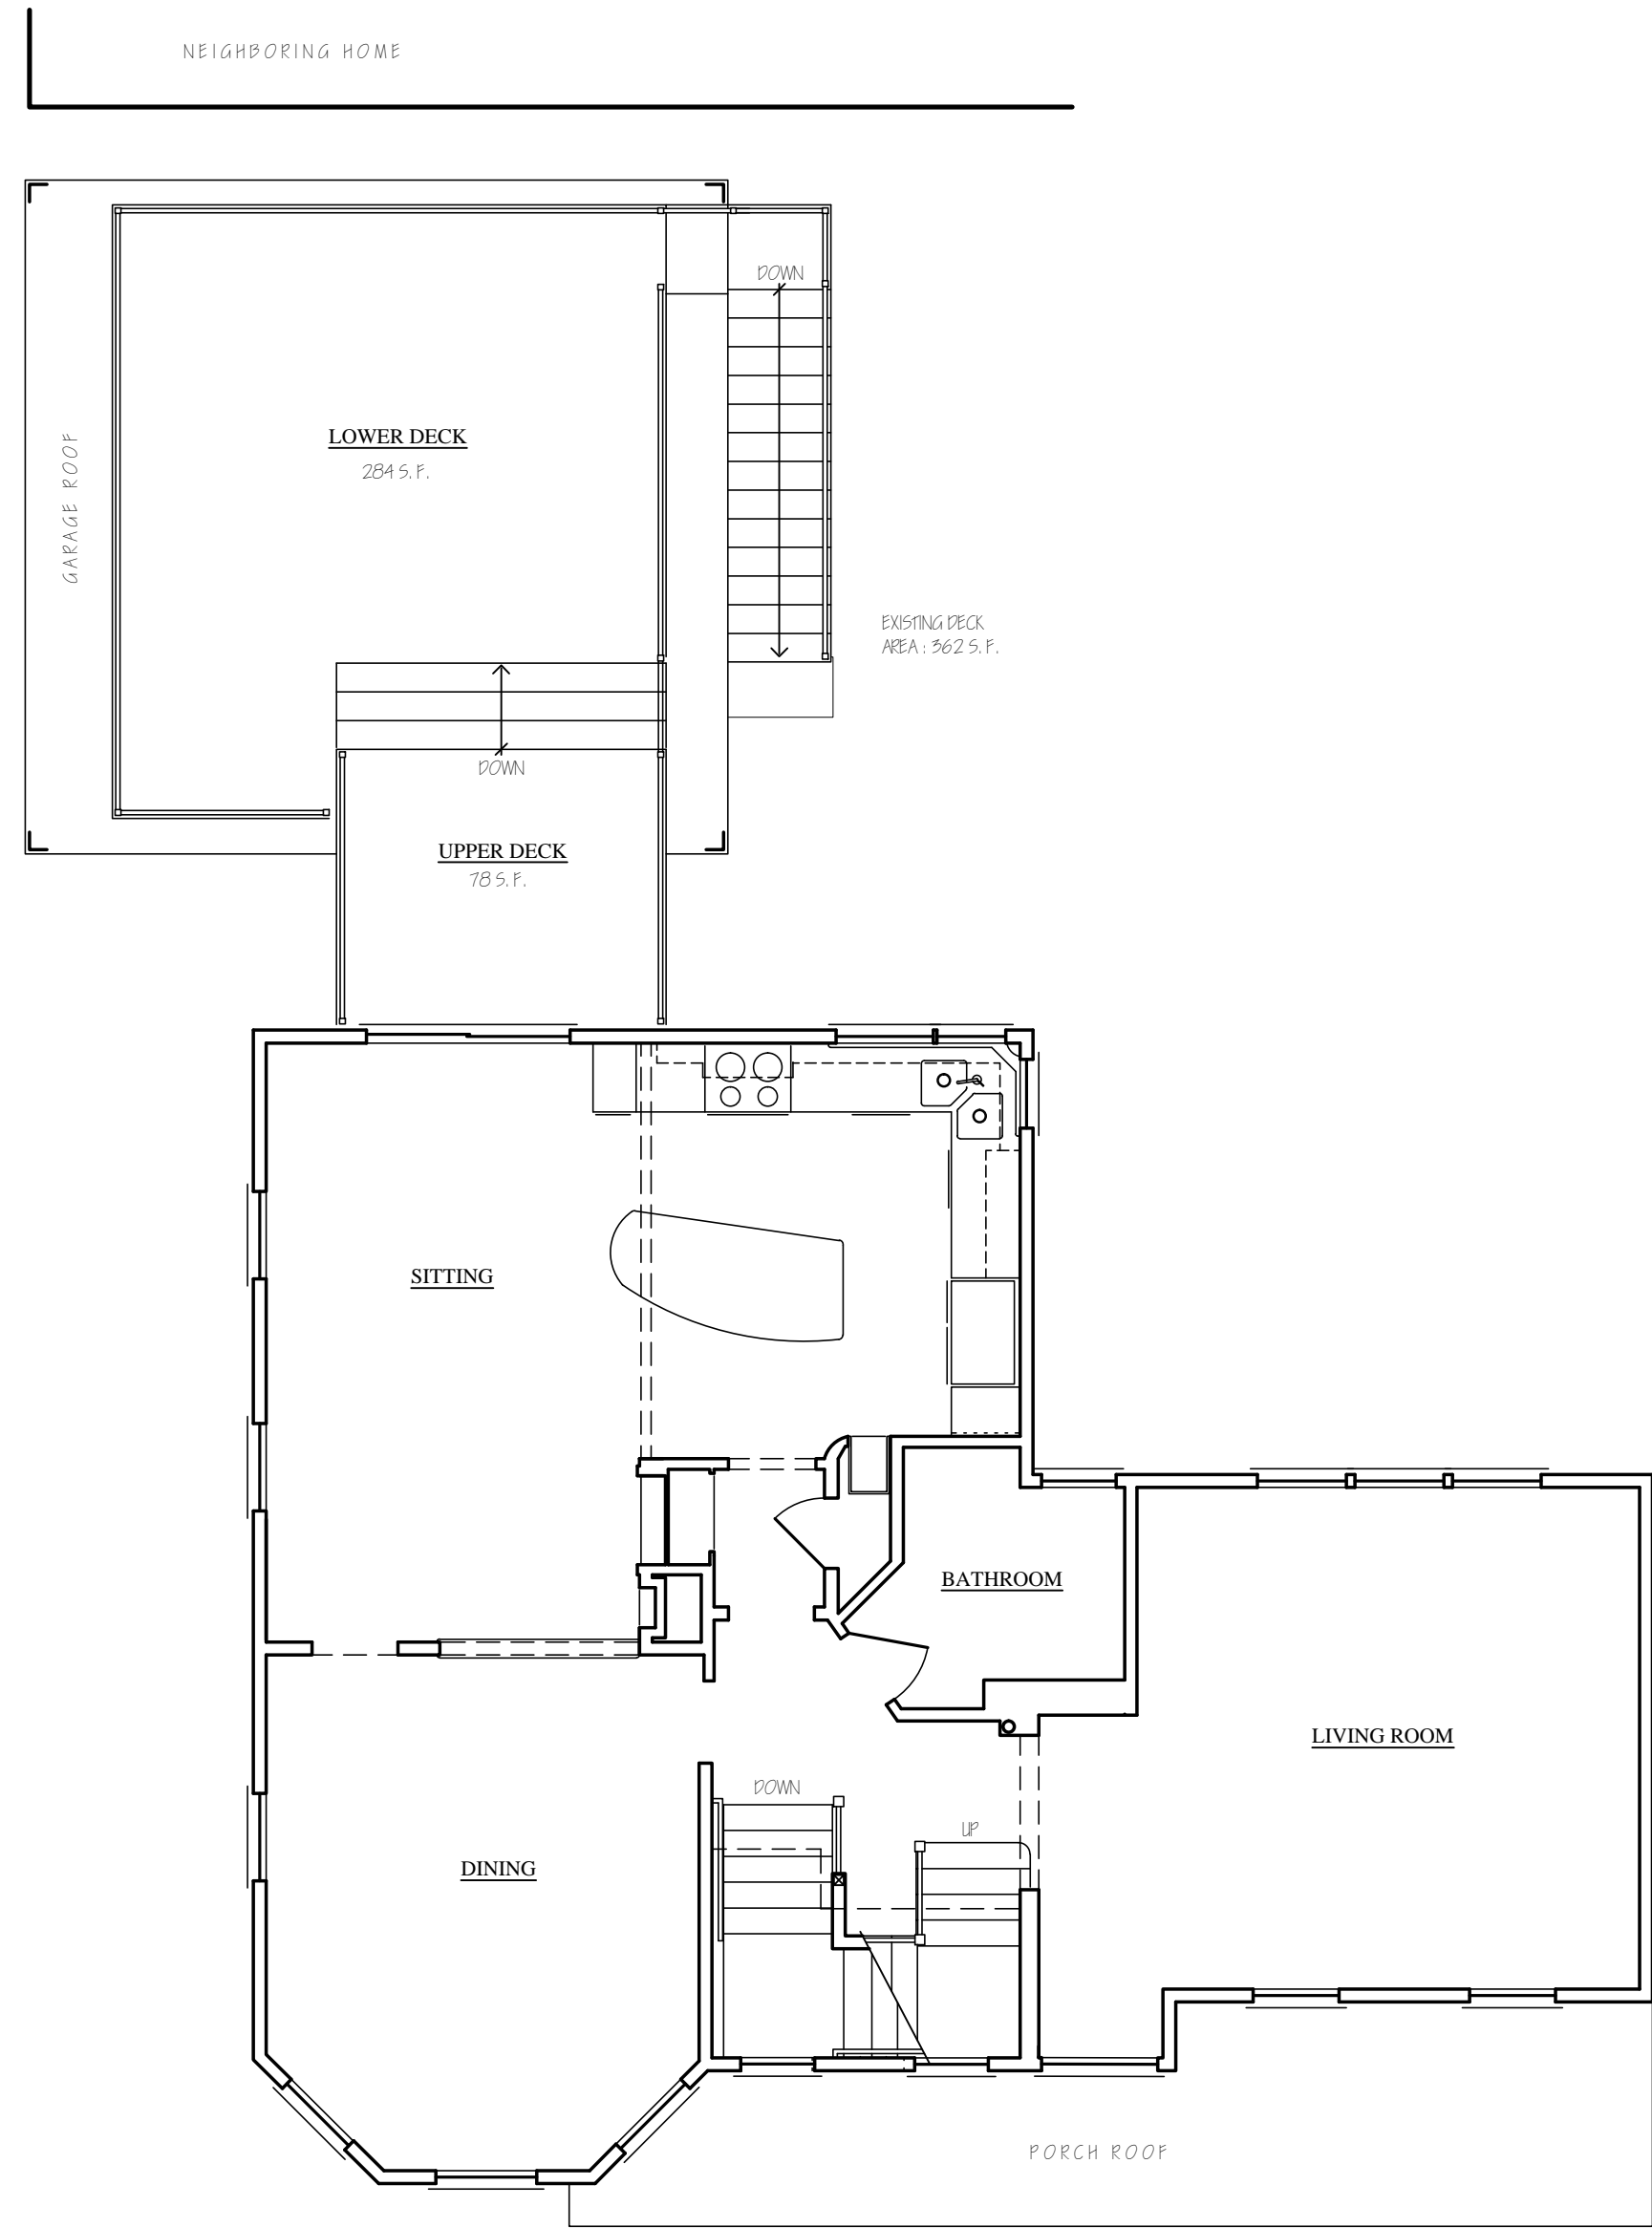 NEIGHBORING HOME
DOWN
LOWER DECK
284 S.F.
GARAGE ROOF
EXISTING DECK
AREA : 362 S.F.
DOWN
UPPER DECK
78 S.F.
SITTING
BATHROOM
LIVING ROOM
DOWN
UP
DINING
PORCH ROOF